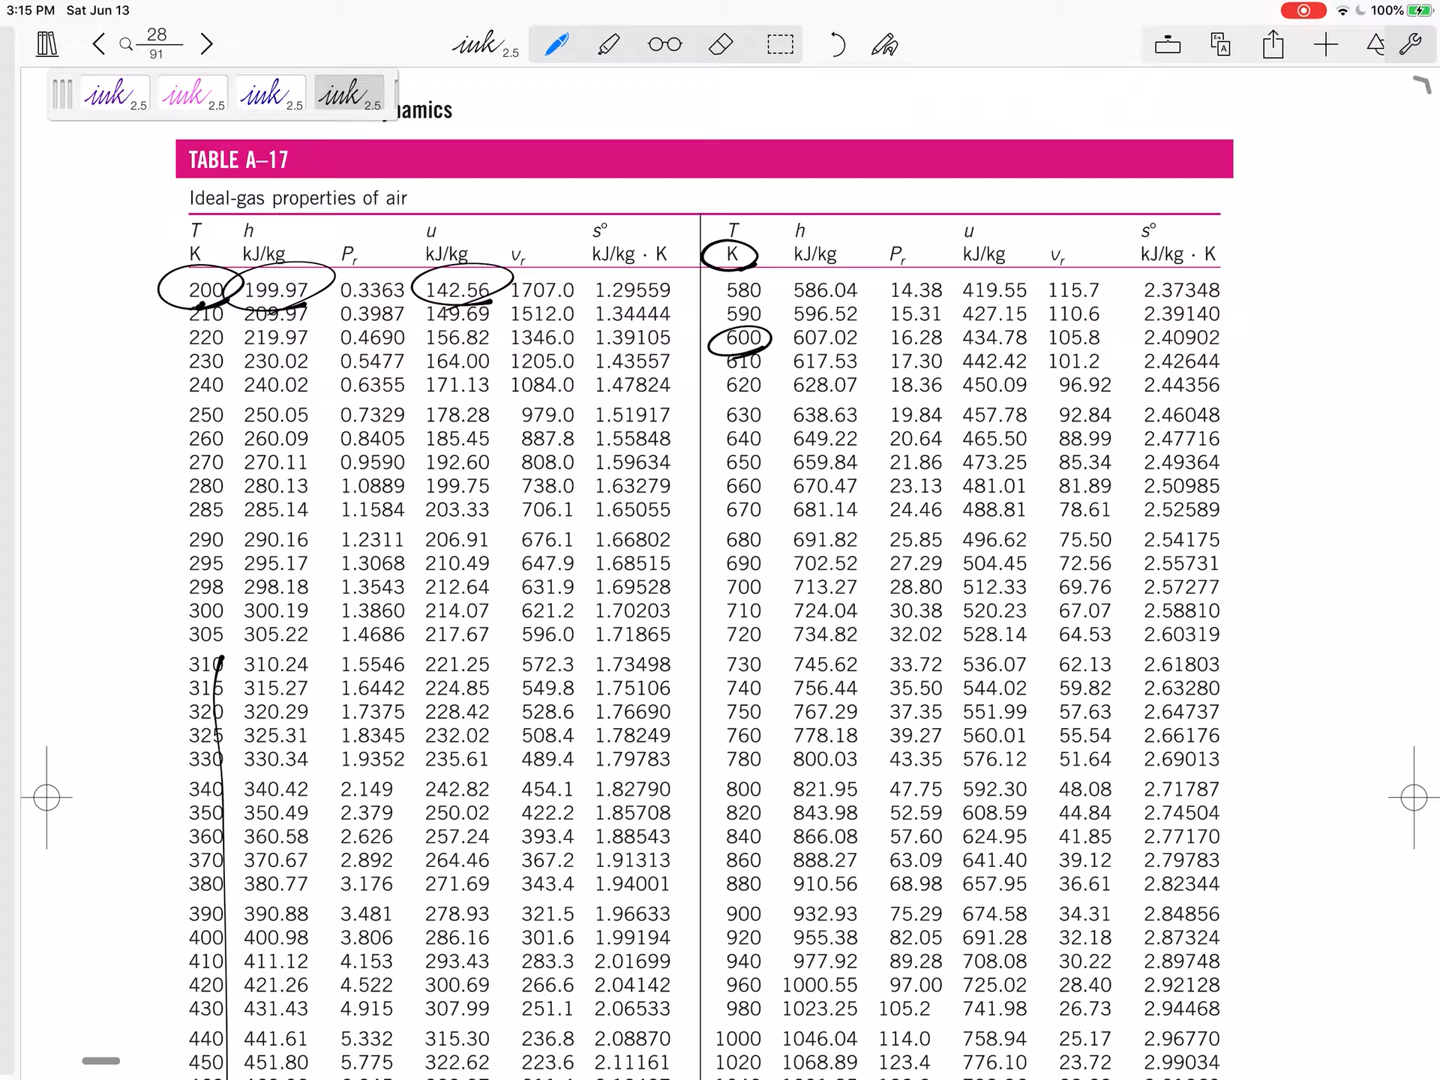 3:15 PM Sat Jun 13
100%
28
91
ink 2.5
ink 2.5
ink 2.5
ink 2.5
ink 2.5
namics
TABLE A–17
Ideal-gas properties of air
T h u s° T h u s°
K kJ/kg Pr kJ/kg vr kJ/kg · K K kJ/kg Pr kJ/kg vr kJ/kg · K
200 199.97 0.3363 142.56 1707.0 1.29559 580 586.04 14.38 419.55 115.7 2.37348
210 209.97 0.3987 149.69 1512.0 1.34444 590 596.52 15.31 427.15 110.6 2.39140
220 219.97 0.4690 156.82 1346.0 1.39105 600 607.02 16.28 434.78 105.8 2.40902
230 230.02 0.5477 164.00 1205.0 1.43557 610 617.53 17.30 442.42 101.2 2.42644
240 240.02 0.6355 171.13 1084.0 1.47824 620 628.07 18.36 450.09 96.92 2.44356
250 250.05 0.7329 178.28 979.0 1.51917 630 638.63 19.84 457.78 92.84 2.46048
260 260.09 0.8405 185.45 887.8 1.55848 640 649.22 20.64 465.50 88.99 2.47716
270 270.11 0.9590 192.60 808.0 1.59634 650 659.84 21.86 473.25 85.34 2.49364
280 280.13 1.0889 199.75 738.0 1.63279 660 670.47 23.13 481.01 81.89 2.50985
285 285.14 1.1584 203.33 706.1 1.65055 670 681.14 24.46 488.81 78.61 2.52589
290 290.16 1.2311 206.91 676.1 1.66802 680 691.82 25.85 496.62 75.50 2.54175
295 295.17 1.3068 210.49 647.9 1.68515 690 702.52 27.29 504.45 72.56 2.55731
298 298.18 1.3543 212.64 631.9 1.69528 700 713.27 28.80 512.33 69.76 2.57277
300 300.19 1.3860 214.07 621.2 1.70203 710 724.04 30.38 520.23 67.07 2.58810
305 305.22 1.4686 217.67 596.0 1.71865 720 734.82 32.02 528.14 64.53 2.60319
310 310.24 1.5546 221.25 572.3 1.73498 730 745.62 33.72 536.07 62.13 2.61803
315 315.27 1.6442 224.85 549.8 1.75106 740 756.44 35.50 544.02 59.82 2.63280
320 320.29 1.7375 228.42 528.6 1.76690 750 767.29 37.35 551.99 57.63 2.64737
325 325.31 1.8345 232.02 508.4 1.78249 760 778.18 39.27 560.01 55.54 2.66176
330 330.34 1.9352 235.61 489.4 1.79783 780 800.03 43.35 576.12 51.64 2.69013
340 340.42 2.149 242.82 454.1 1.82790 800 821.95 47.75 592.30 48.08 2.71787
350 350.49 2.379 250.02 422.2 1.85708 820 843.98 52.59 608.59 44.84 2.74504
360 360.58 2.626 257.24 393.4 1.88543 840 866.08 57.60 624.95 41.85 2.77170
370 370.67 2.892 264.46 367.2 1.91313 860 888.27 63.09 641.40 39.12 2.79783
380 380.77 3.176 271.69 343.4 1.94001 880 910.56 68.98 657.95 36.61 2.82344
390 390.88 3.481 278.93 321.5 1.96633 900 932.93 75.29 674.58 34.31 2.84856
400 400.98 3.806 286.16 301.6 1.99194 920 955.38 82.05 691.28 32.18 2.87324
410 411.12 4.153 293.43 283.3 2.01699 940 977.92 89.28 708.08 30.22 2.89748
420 421.26 4.522 300.69 266.6 2.04142 960 1000.55 97.00 725.02 28.40 2.92128
430 431.43 4.915 307.99 251.1 2.06533 980 1023.25 105.2 741.98 26.73 2.94468
440 441.61 5.332 315.30 236.8 2.08870 1000 1046.04 114.0 758.94 25.17 2.96770
450 451.80 5.775 322.62 223.6 2.11161 1020 1068.89 123.4 776.10 23.72 2.99034